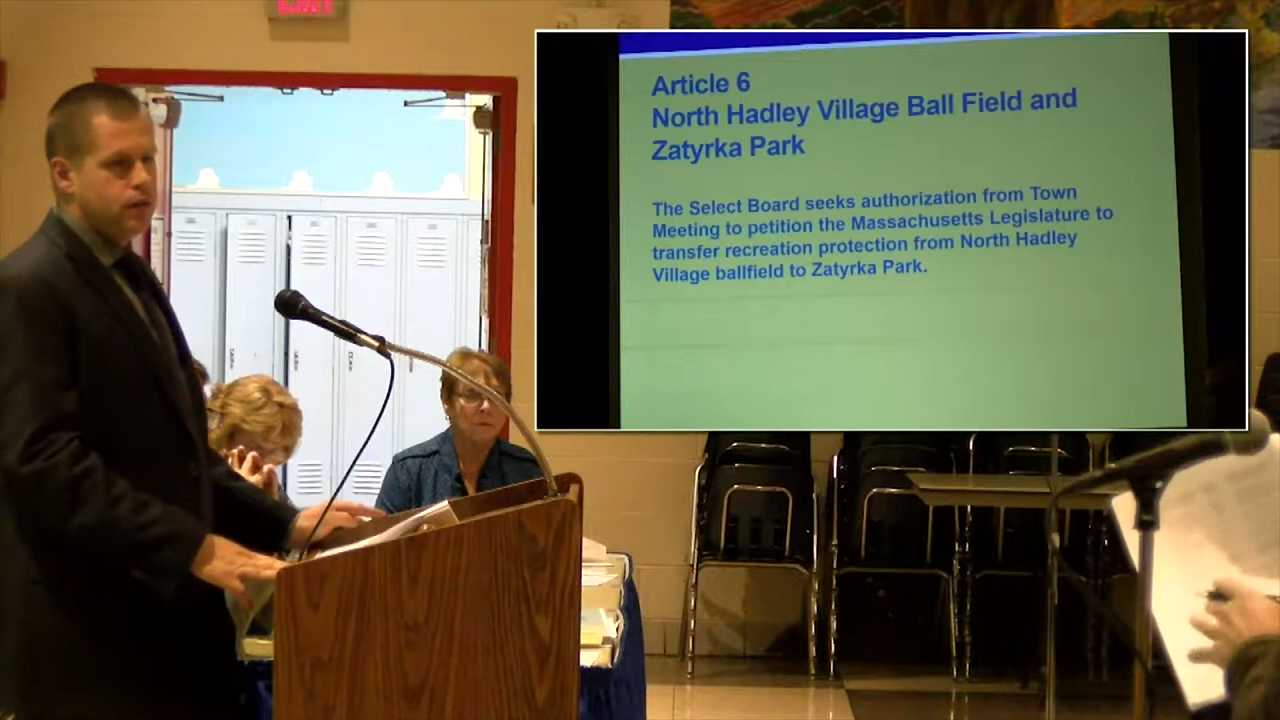 EXIT
Article 6
North Hadley Village Ball Field and
Zatyrka Park
The Select Board seeks authorization from Town
Meeting to petition the Massachusetts Legislature to
transfer recreation protection from North Hadley
Village ballfield to Zatyrka Park.